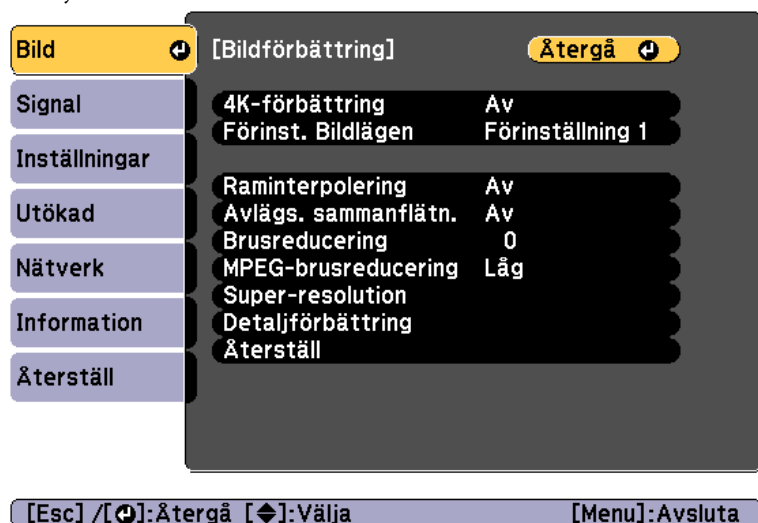 Bild
Signal
Inställningar
Utökad
Nätverk
Information
Återställ
[Bildförbättring] Återgå
4K-förbättring Av
Förinst. Bildlägen Förinställning 1
Raminterpolering Av
Avlägs. sammanflätn. Av
Brusreducering 0
MPEG-brusreducering Låg
Super-resolution
Detaljförbättring
Återställ
[Esc] /[]:Återgå []:Välja [Menu]:Avsluta